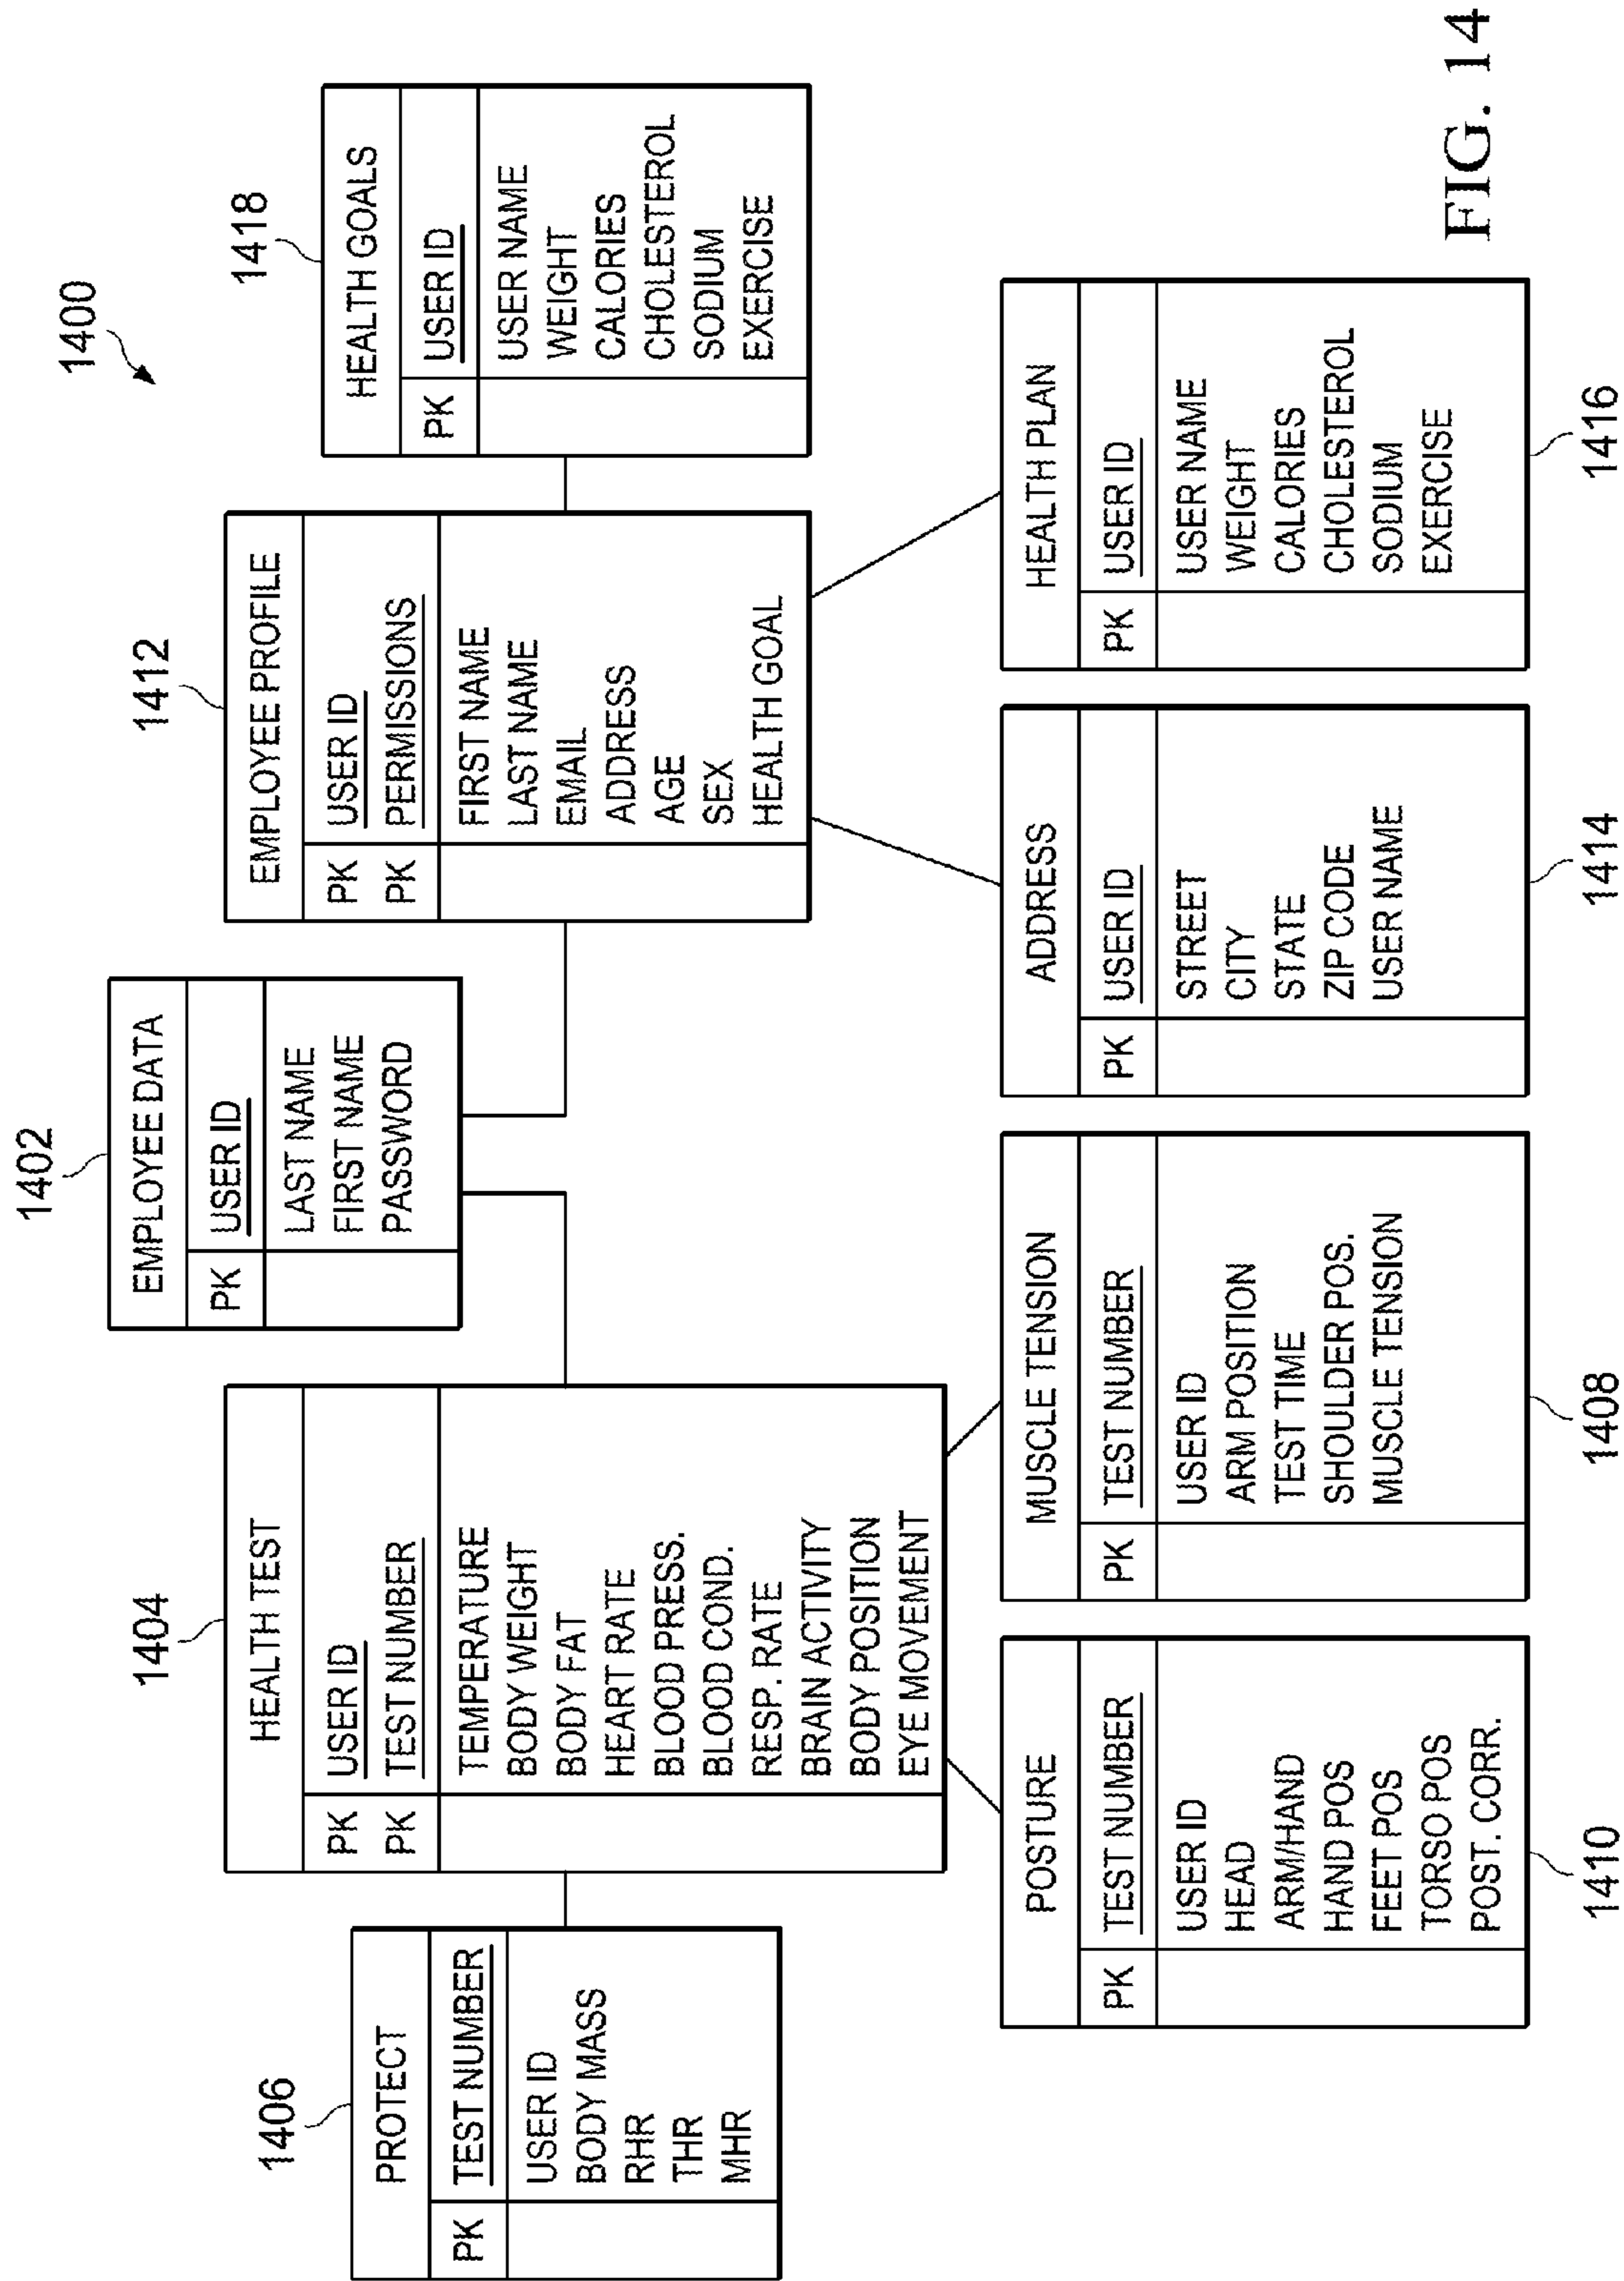 1400
1402
EMPLOYEE DATA
PK USER ID
LAST NAME
FIRST NAME
PASSWORD
1404
HEALTH TEST
PK USER ID
PK TEST NUMBER
TEMPERATURE
BODY WEIGHT
BODY FAT
HEART RATE
BLOOD PRESS.
BLOOD COND.
RESP. RATE
BRAIN ACTIVITY
BODY POSITION
EYE MOVEMENT
1412
EMPLOYEE PROFILE
PK USER ID
PK PERMISSIONS
FIRST NAME
LAST NAME
EMAIL
ADDRESS
AGE
SEX
HEALTH GOAL
1406
PROTECT
PK TEST NUMBER
USER ID
BODY MASS
RHR
THR
MHR
1418
HEALTH GOALS
PK USER ID
USER NAME
WEIGHT
CALORIES
CHOLESTEROL
SODIUM
EXERCISE
POSTURE
PK TEST NUMBER
USER ID
HEAD
ARM/HAND
HAND POS
FEET POS
TORSO POS
POST. CORR.
1410
MUSCLE TENSION
PK TEST NUMBER
USER ID
ARM POSITION
TEST TIME
SHOULDER POS.
MUSCLE TENSION
1408
ADDRESS
PK USER ID
STREET
CITY
STATE
ZIP CODE
USER NAME
1414
HEALTH PLAN
PK USER ID
USER NAME
WEIGHT
CALORIES
CHOLESTEROL
SODIUM
EXERCISE
1416
FIG. 14